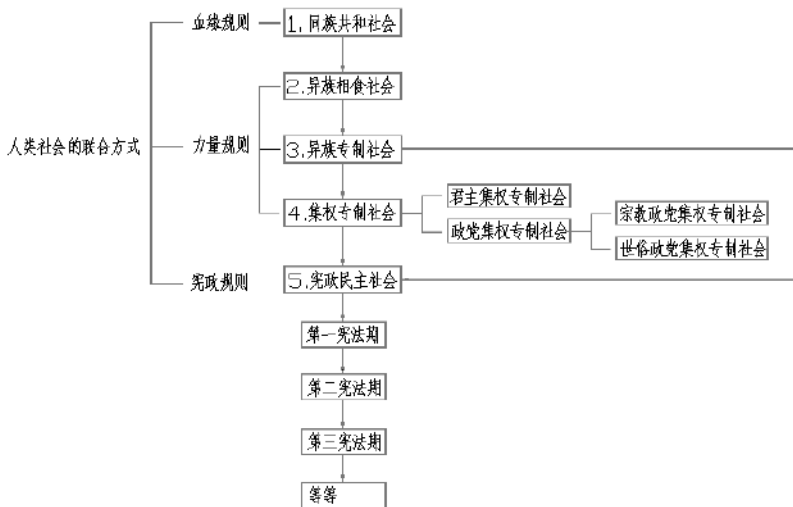 血缘规则
1.同族共和社会
2.异族相食社会
人类社会的联合方式
力量规则
3.异族专制社会
君主集权专制社会
4.集权专制社会
政党集权专制社会
宗教政党集权专制社会
世俗政党集权专制社会
宪政规则
5.宪政民主社会
第一宪法期
第二宪法期
第三宪法期
等等